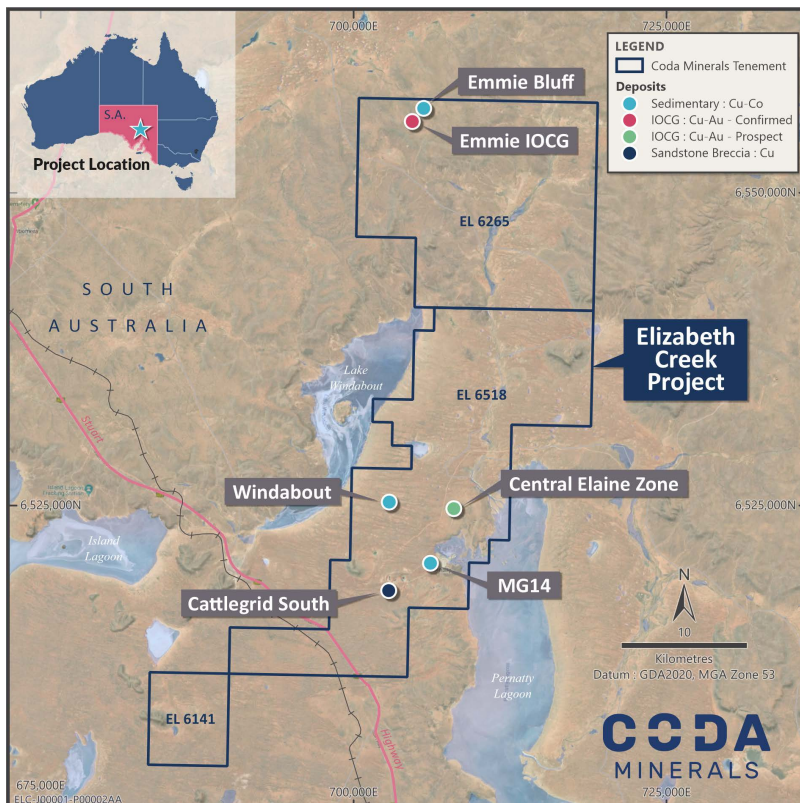 700,000E
725,000E
S.A.
Project Location
LEGEND
Coda Minerals Tenement
Deposits
Sedimentary : Cu-Co
IOCG : Cu-Au - Confirmed
IOCG : Cu-Au - Prospect
Sandstone Breccia : Cu
Emmie Bluff
Emmie IOCG
6,550,000N
EL 6265
SOUTH
AUSTRALIA
Elizabeth
Creek
Project
Lake
Windabout
EL 6518
Stuart
Windabout
Central Elaine Zone
6,525,000N
6,525,000N
Island
Lagoon
MG14
Cattlegrid South
N
10
Kilometres
Datum : GDA2020, MGA Zone 53
Pernatty
Lagoon
EL 6141
Highway
CODA
MINERALS
675,000E
700,000E
725,000E
ELC-J00001-P00002AA